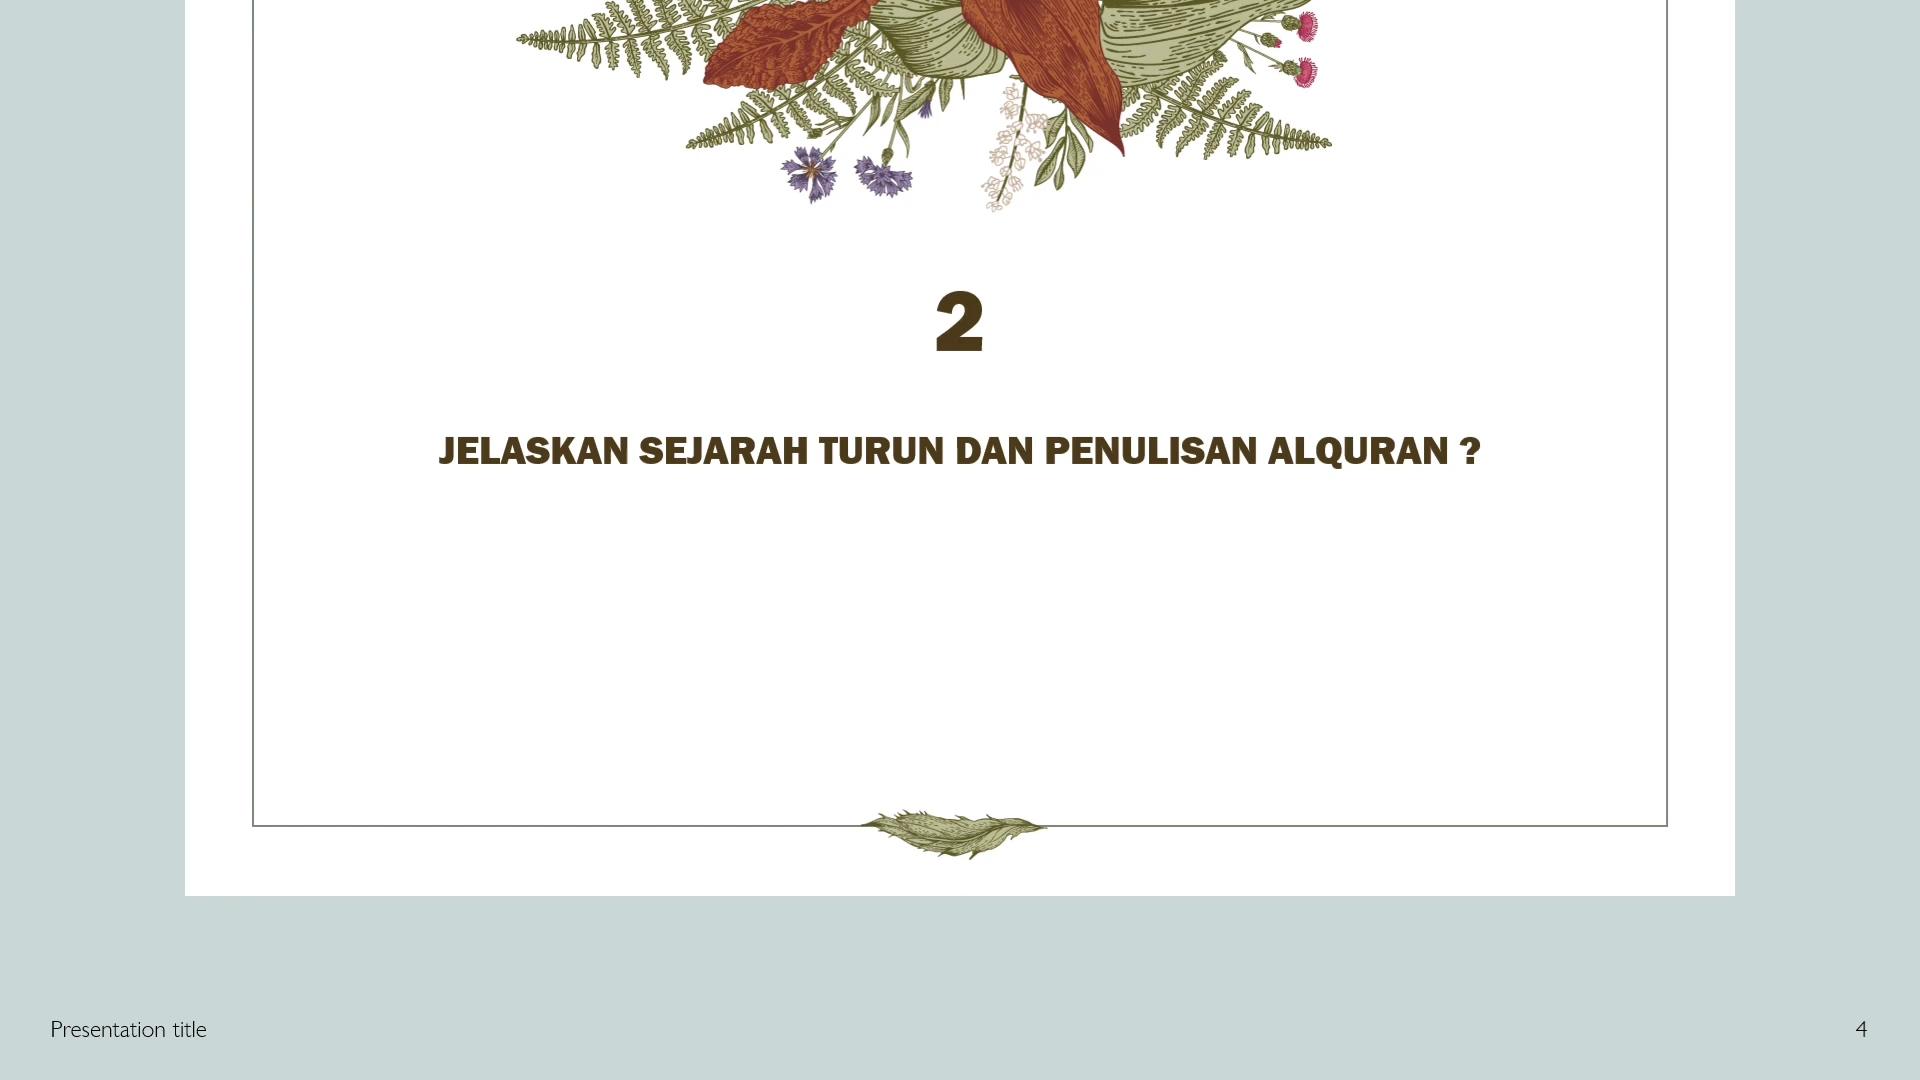 2
JELASKAN SEJARAH TURUN DAN PENULISAN ALQURAN ?
Presentation title
4